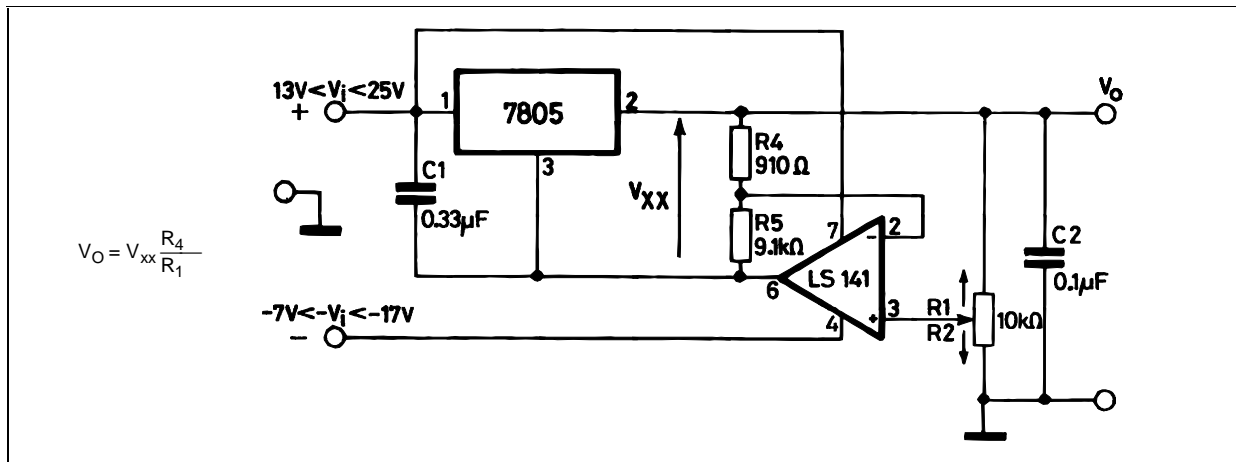 13V<Vi<25V
+
1
7805
2
3
C1
0.33µF
VXX
R4
910Ω
R5
9.1kΩ
7
- 2
LS 141
6
+ 3
4
R1
R2
10kΩ
C2
0.1µF
VO
-7V<-Vi<-17V
-
VO = Vxx R4
R1